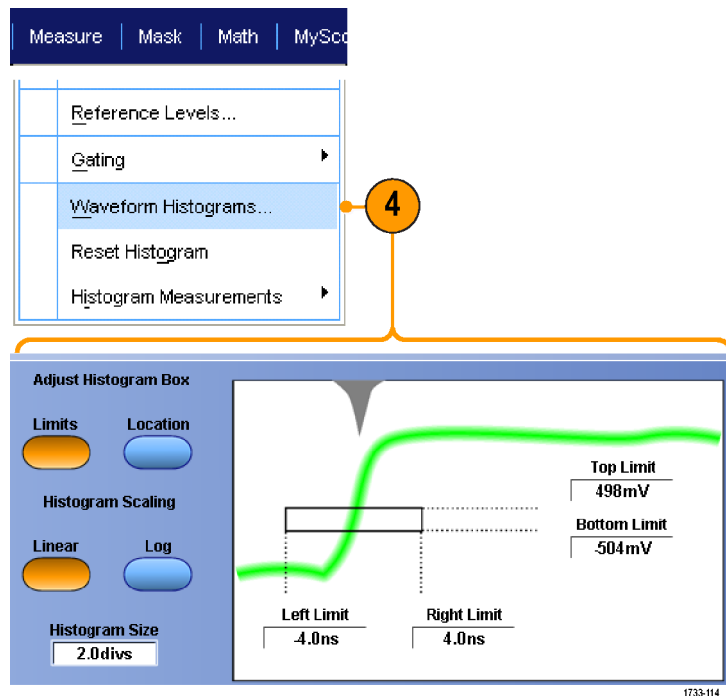 Measure | Mask | Math | MySco
Reference Levels...
Gating
Waveform Histograms...
4
Reset Histogram
Histogram Measurements
Adjust Histogram Box
Limits Location
Histogram Scaling
Linear Log
Histogram Size
2.0divs
Top Limit
498mV
Bottom Limit
-504mV
Left Limit Right Limit
-4.0ns 4.0ns
1733-114